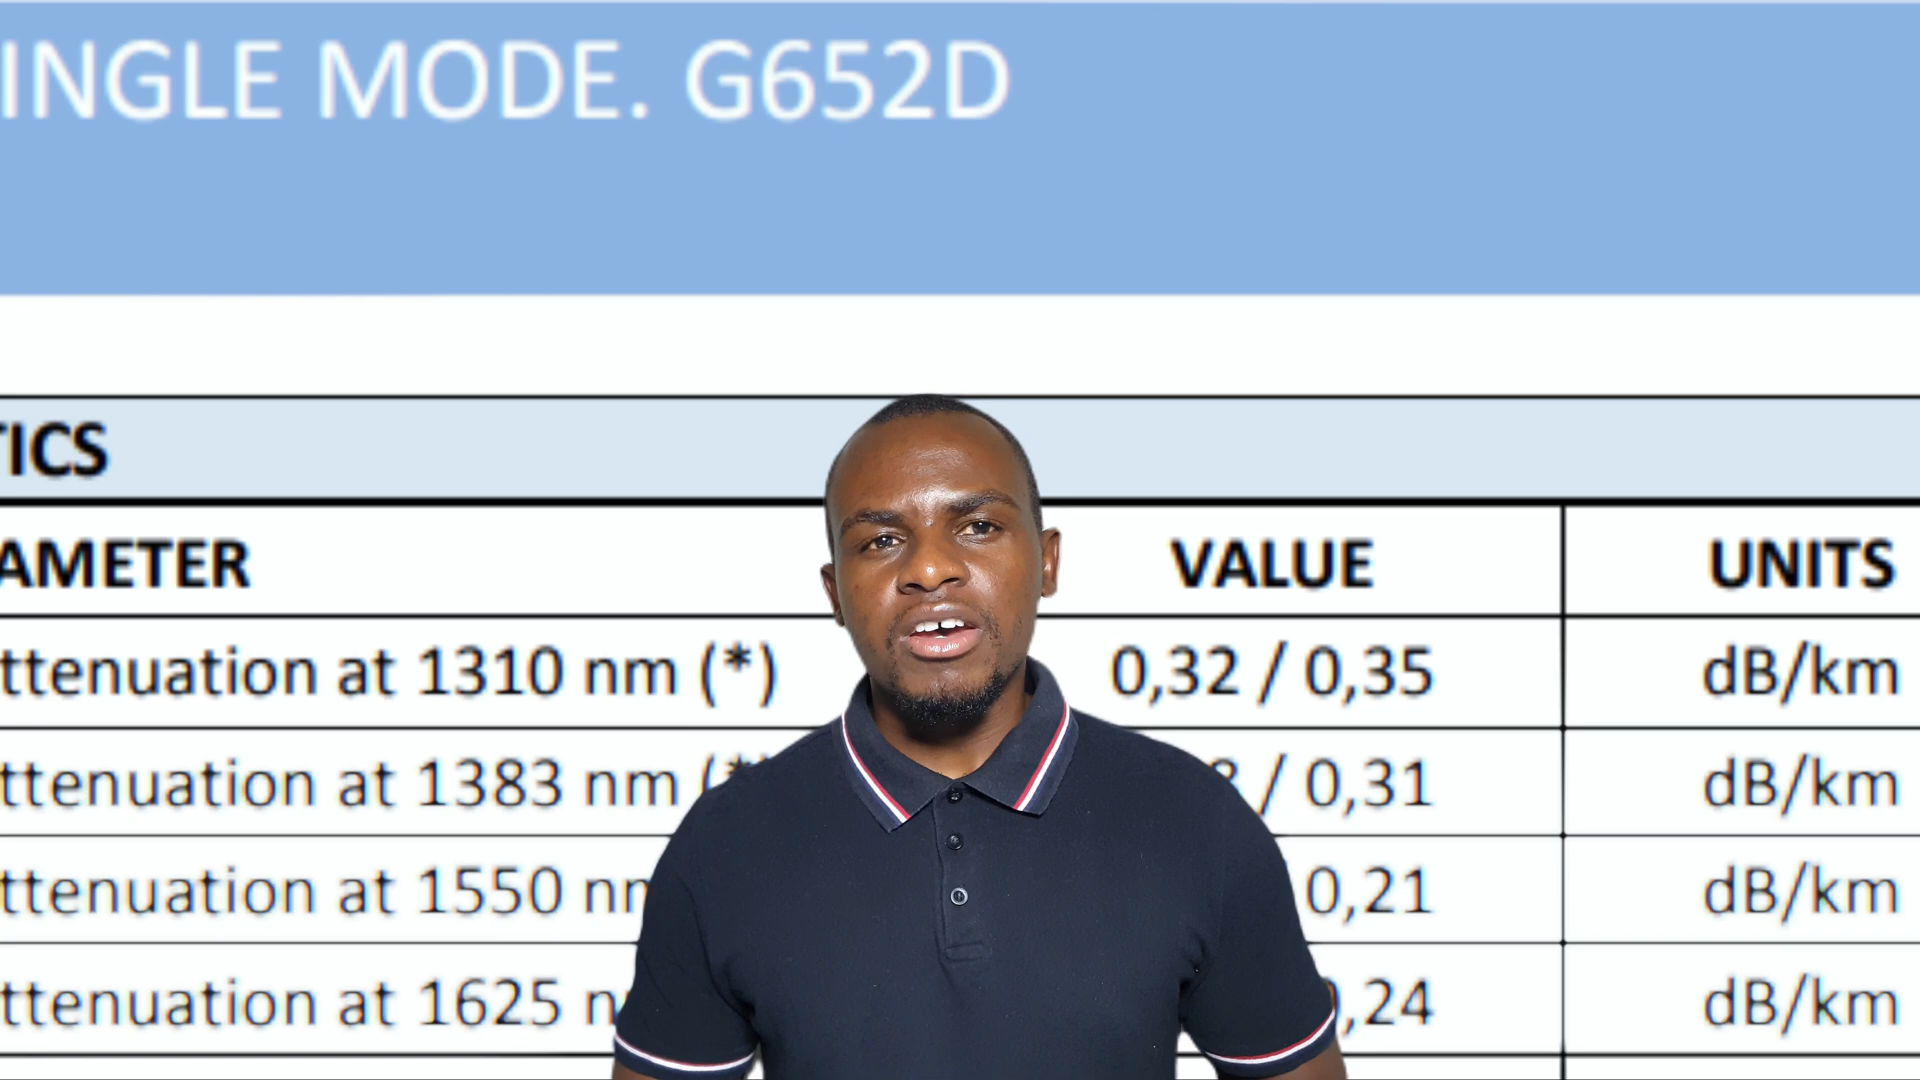 INGLE MODE. G652D
TICS
AMETER VALUE UNITS
ttenuation at 1310 nm (*) 0,32 / 0,35 dB/km
ttenuation at 1383 nm / 0,31 dB/km
ttenuation at 1550 0,21 dB/km
ttenuation at 1625 ,24 dB/km